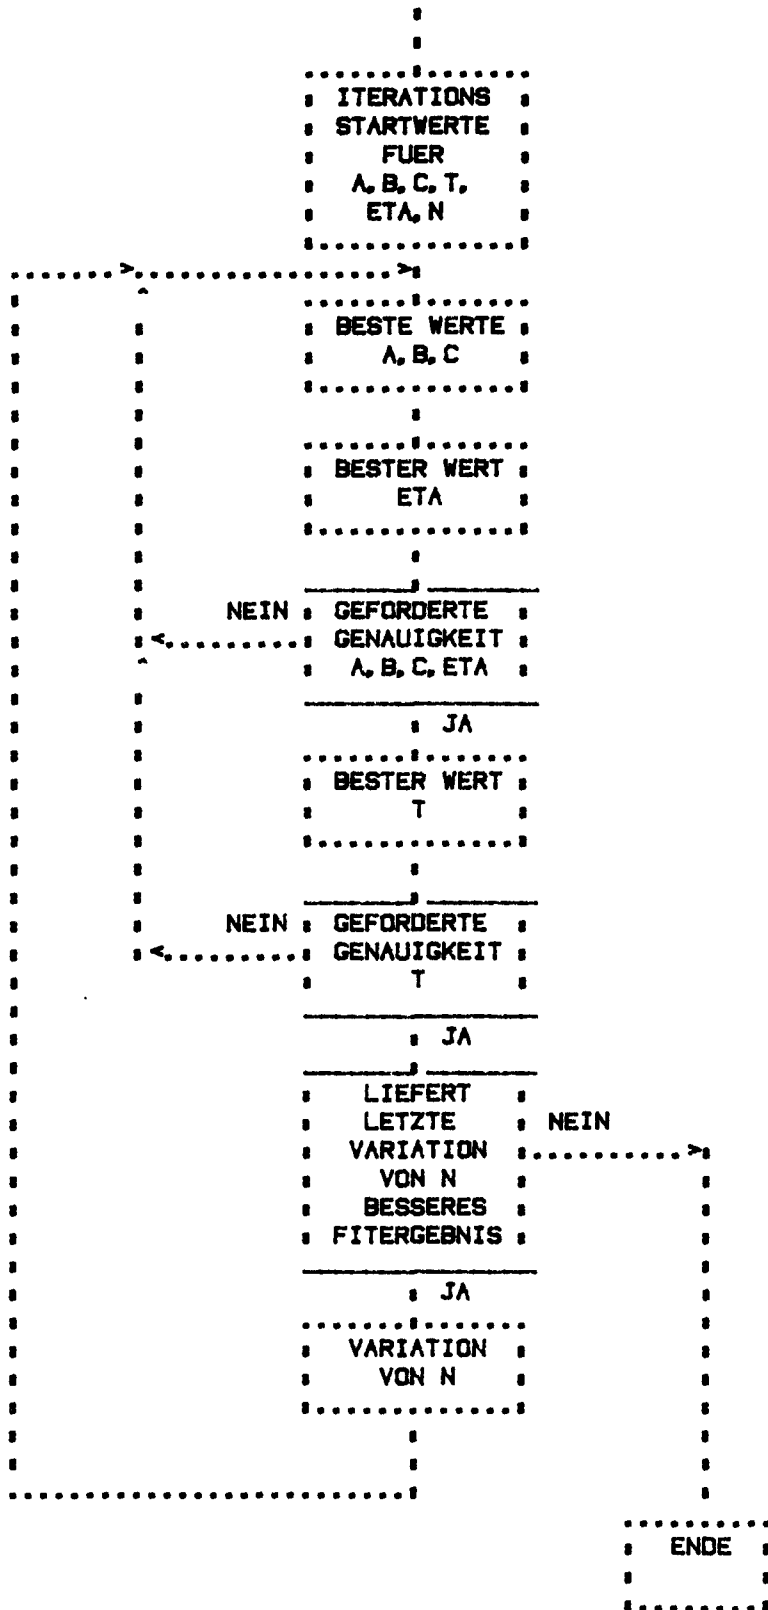 ITERATIONS
STARTWERTE
FUER
A, B, C, T,
ETA, N
BESTE WERTE
A, B, C
BESTER WERT
ETA
NEIN
GEFORDERTE
GENAUIGKEIT
A, B, C, ETA
JA
BESTER WERT
T
NEIN
GEFORDERTE
GENAUIGKEIT
T
JA
LIEFERT
LETZTE
VARIATION
VON N
BESSERES
FITERGEBNIS
NEIN
JA
VARIATION
VON N
ENDE